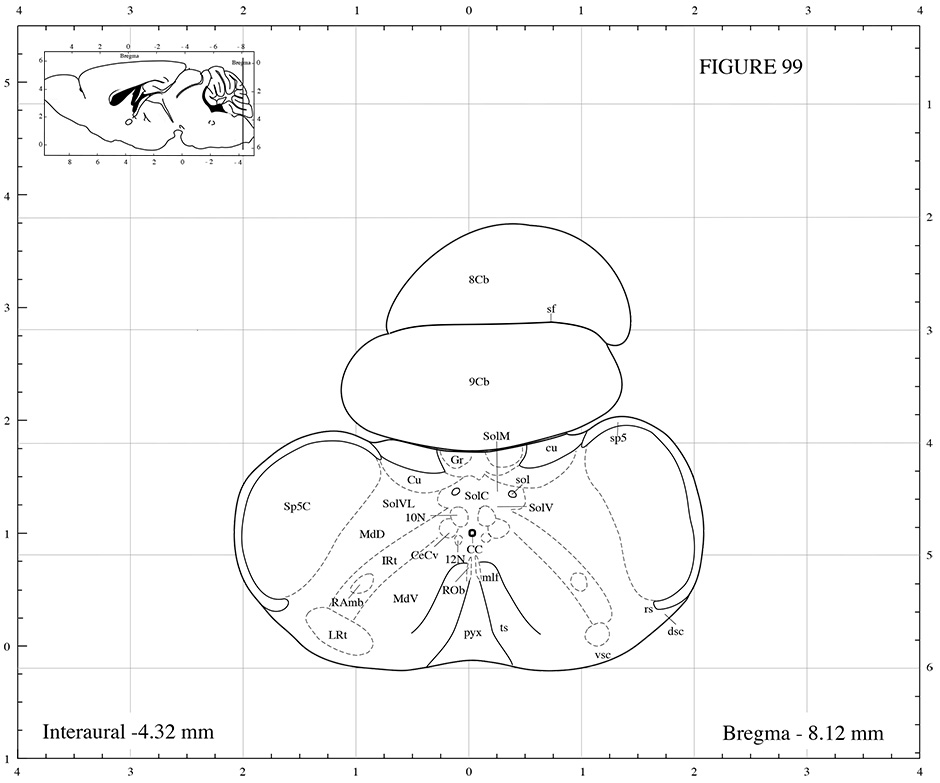 4 3 2 1 0 1 2 3 4
4 2 0 -2 -4 -6 -8
Bregma
Bregma 0
6
4
2
0
2
4
6
8 6 4 2 0 -2 -4
FIGURE 99
5
4
3
2
1
0
1
1
2
3
4
5
6
8Cb
sf
9Cb
SolM
sp5
Gr
cu
Cu
sol
Sp5C
SolC
SolVL
SolV
10N
MdD
CC
CeCv
12N
IRt
mlf
ROb
RAmb
MdV
rs
LRt
pyx
ts
dsc
vsc
Interaural -4.32 mm
Bregma - 8.12 mm
4 3 2 1 0 1 2 3 4